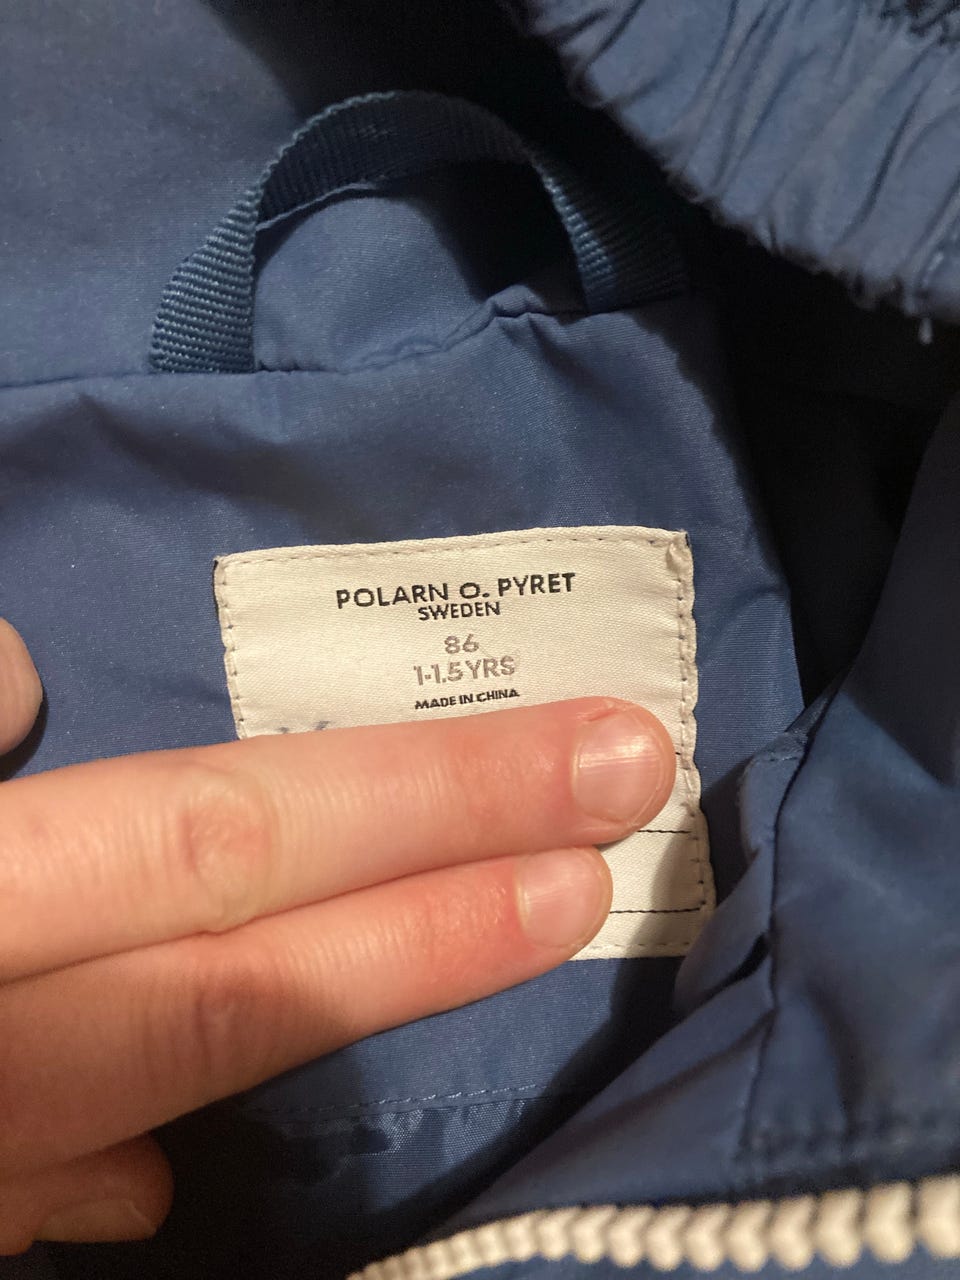 POLARN O. PYRET
SWEDEN
86
1-1.5 YRS
MADE IN CHINA